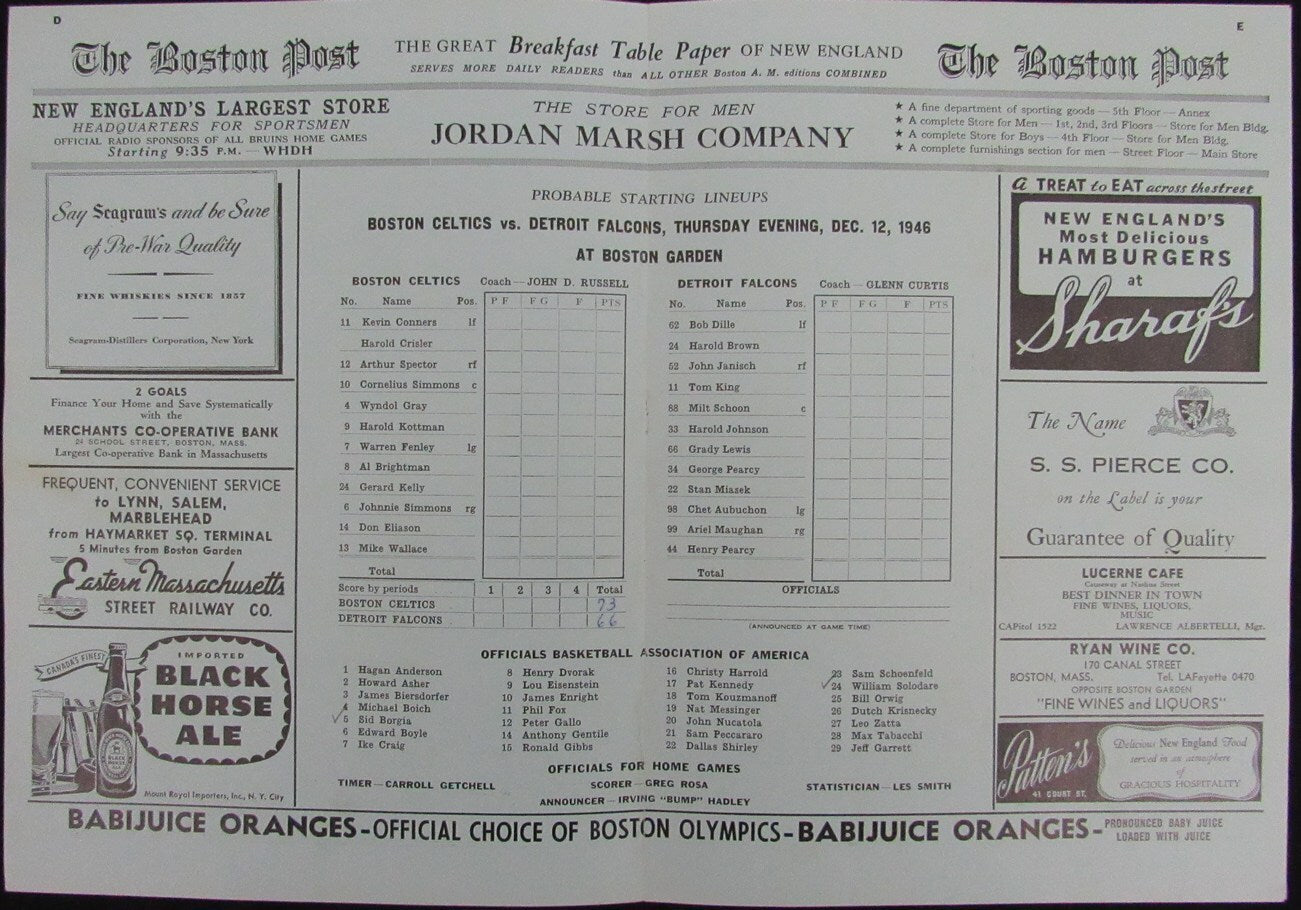 D
E
The Boston Post
THE GREAT Breakfast Table Paper OF NEW ENGLAND
SERVES MORE DAILY READERS than ALL OTHER Boston A. M. editions COMBINED
The Boston Post
NEW ENGLAND'S LARGEST STORE
HEADQUARTERS FOR SPORTSMEN
OFFICIAL RADIO SPONSORS OF ALL BRUINS HOME GAMES
Starting 9:35 P.M. — WHDH
THE STORE FOR MEN
JORDAN MARSH COMPANY
★ A fine department of sporting goods — 5th Floor — Annex
★ A complete Store for Men — 1st, 2nd, 3rd Floors — Store for Men Bldg.
★ A complete Store for Boys — 4th Floor — Store for Men Bldg.
★ A complete furnishings section for men — Street Floor — Main Store
Say Seagram's and be Sure
of Pre-War Quality
FINE WHISKIES SINCE 1857
Seagram-Distillers Corporation, New York
2 GOALS
Finance Your Home and Save Systematically
with the
MERCHANTS CO-OPERATIVE BANK
24 SCHOOL STREET, BOSTON, MASS.
Largest Co-operative Bank in Massachusetts
FREQUENT, CONVENIENT SERVICE
to LYNN, SALEM,
MARBLEHEAD
from HAYMARKET SQ. TERMINAL
5 Minutes from Boston Garden
Eastern Massachusetts
STREET RAILWAY CO.
CANADA'S FINEST
IMPORTED
BLACK
HORSE
ALE
Mount Royal Importers, Inc., N. Y. City
PROBABLE STARTING LINEUPS
BOSTON CELTICS vs. DETROIT FALCONS, THURSDAY EVENING, DEC. 12, 1946
AT BOSTON GARDEN
BOSTON CELTICS Coach — JOHN D. RUSSELL
No. Name Pos. P F F G F PTS
11 Kevin Conners lf
Harold Crisler
12 Arthur Spector rf
10 Cornelius Simmons c
4 Wyndol Gray
9 Harold Kottman
7 Warren Fenley lg
8 Al Brightman
24 Gerard Kelly
6 Johnnie Simmons rg
14 Don Eliason
13 Mike Wallace
Total
Score by periods 1 2 3 4 Total
BOSTON CELTICS 73
DETROIT FALCONS 66
DETROIT FALCONS Coach — GLENN CURTIS
No. Name Pos. P F F G F PTS
62 Bob Dille lf
24 Harold Brown
52 John Janisch rf
11 Tom King
88 Milt Schoon c
33 Harold Johnson
66 Grady Lewis
34 George Pearcy
22 Stan Miasek
98 Chet Aubuchon lg
99 Ariel Maughan rg
44 Henry Pearcy
Total
OFFICIALS
(ANNOUNCED AT GAME TIME)
OFFICIALS BASKETBALL ASSOCIATION OF AMERICA
1 Hagan Anderson
2 Howard Asher
3 James Biersdorfer
4 Michael Boich
5 Sid Borgia
6 Edward Boyle
7 Ike Craig
8 Henry Dvorak
9 Lou Eisenstein
10 James Enright
11 Phil Fox
12 Peter Gallo
14 Anthony Gentile
15 Ronald Gibbs
16 Christy Harrold
17 Pat Kennedy
18 Tom Kouzmanoff
19 Nat Messinger
20 John Nucatola
21 Sam Peccararo
22 Dallas Shirley
23 Sam Schoenfeld
24 William Solodare
25 Bill Orwig
26 Dutch Krisnecky
27 Leo Zatta
28 Max Tabacchi
29 Jeff Garrett
OFFICIALS FOR HOME GAMES
TIMER — CARROLL GETCHELL SCORER — GREG ROSA STATISTICIAN — LES SMITH
ANNOUNCER — IRVING "BUMP" HADLEY
A TREAT to EAT across the street
NEW ENGLAND'S
Most Delicious
HAMBURGERS
at
Sharaf's
The Name
S. S. PIERCE CO.
on the Label is your
Guarantee of Quality
LUCERNE CAFE
Causeway at Nashua Street
BEST DINNER IN TOWN
FINE WINES, LIQUORS,
MUSIC
CAPitol 1522 LAWRENCE ALBERTELLI, Mgr.
RYAN WINE CO.
170 CANAL STREET
BOSTON, MASS. Tel. LAFayette 0470
OPPOSITE BOSTON GARDEN
"FINE WINES and LIQUORS"
Patten's
41 COURT ST.
Delicious New England Food
served in an atmosphere
of
GRACIOUS HOSPITALITY
BABIJUICE ORANGES-OFFICIAL CHOICE OF BOSTON OLYMPICS-BABIJUICE ORANGES-
PRONOUNCED BABY JUICE
LOADED WITH JUICE